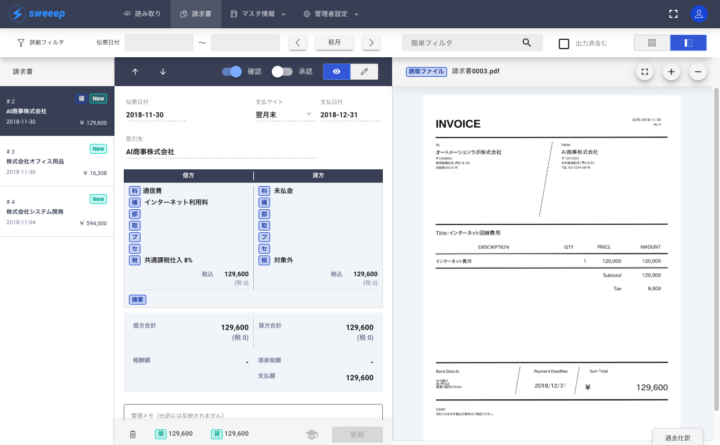 sweeep
読み取り
請求書
マスタ情報
管理者設定
詳細フィルタ
伝票日付
～
前月
簡単フィルタ
出力済含む
請求書
確認
承認
読取ファイル
請求書0003.pdf
# 2
確
New
AI商事株式会社
2018-11-30
¥ 129,600
# 3
New
株式会社オフィス用品
2018-11-30
¥ 16,308
# 4
New
株式会社システム開発
2018-11-04
¥ 594,000
伝票日付
支払サイト
支払日付
2018-11-30
翌月末
2018-12-31
取引先
AI商事株式会社
借方
貸方
科 通信費
科 未払金
補 インターネット利用料
補
部
部
取
取
プ
プ
セ
セ
税 共通課税仕入 8%
税 対象外
税込 129,600
(税 0)
税込 129,600
(税 0)
摘要
借方合計 129,600
(税 0)
貸方合計 129,600
(税 0)
報酬額 -
源泉税額 -
支払額 129,600
管理メモ（仕訳には反映されません）
借 129,600
貸 129,600
更新
INVOICE
TO
オートメーションラボ株式会社
FROM
AI商事株式会社
Title:インターネット回線費用
DESCRIPTION QTY PRICE AMOUNT
インターネット費用 1 120,000 120,000
Subtotal 120,000
Tax 9,600
Bank Details
Payment Deadline
Sum Total
2018/12/31
¥ 129,600
過去仕訳